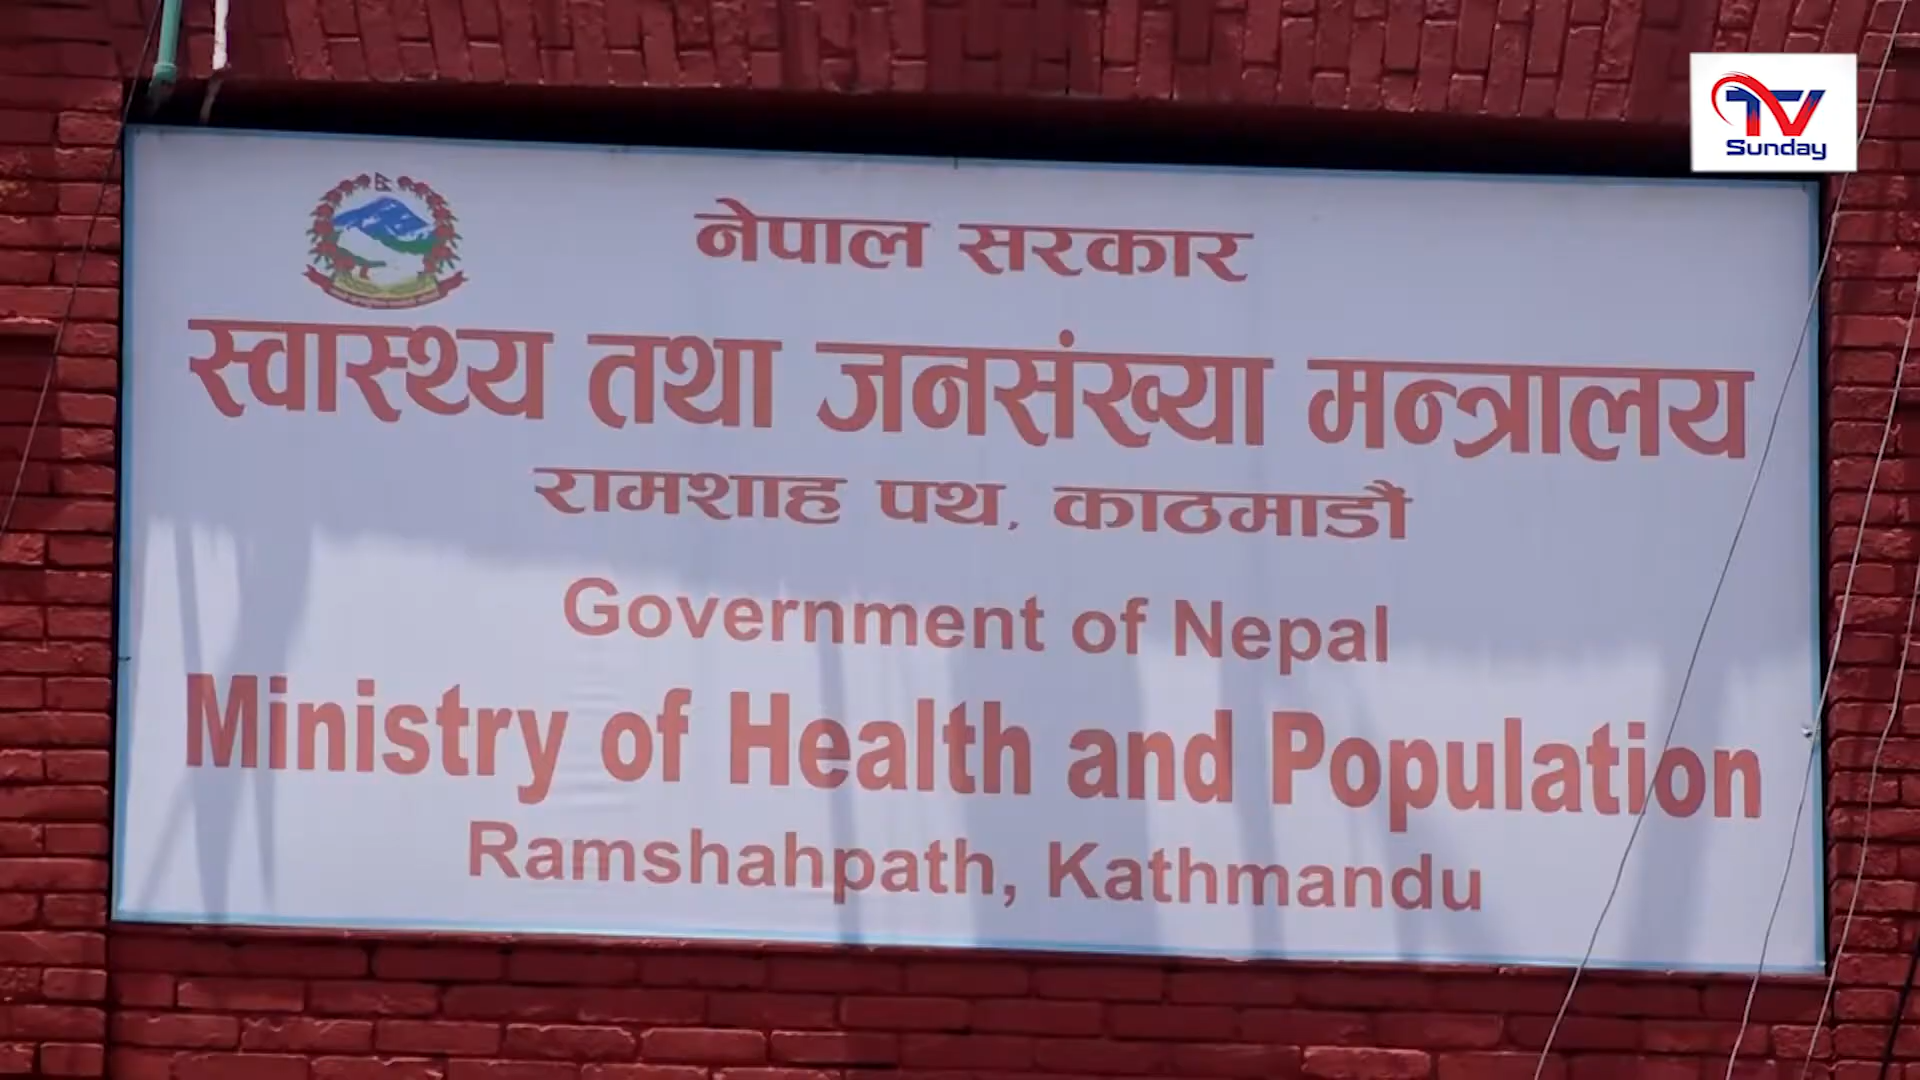 TV
Sunday
नेपाल सरकार
स्वास्थ्य तथा जनसंख्या मन्त्रालय
रामशाह पथ, काठमाडौं
Government of Nepal
Ministry of Health and Population
Ramshahpath, Kathmandu